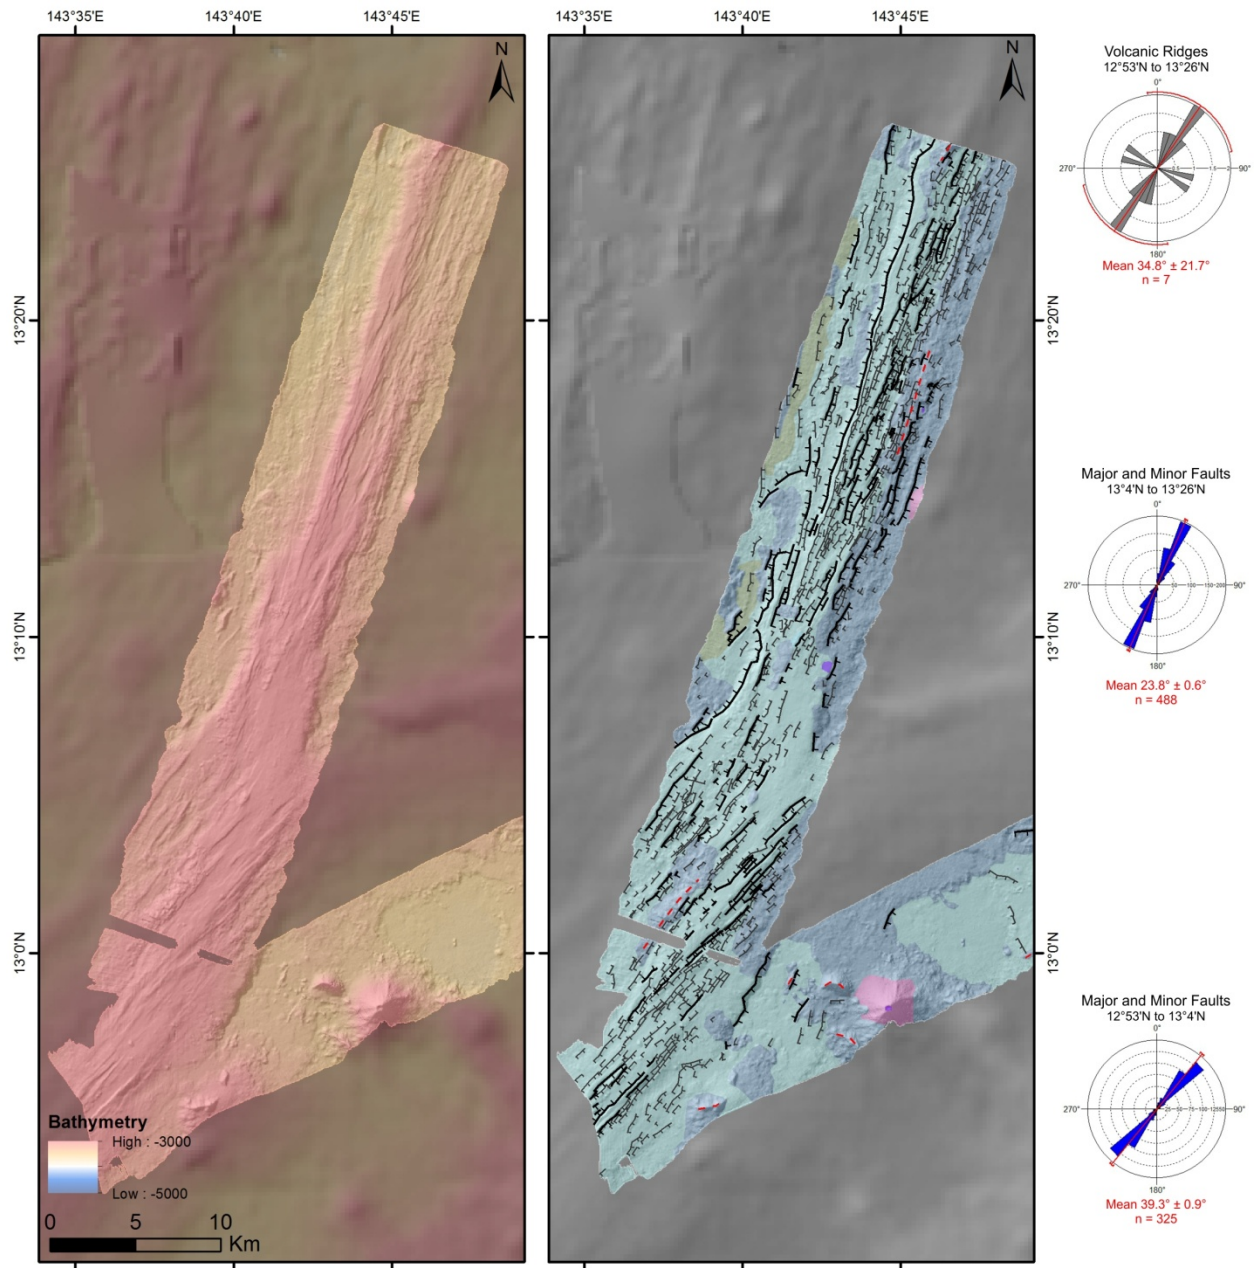 143°35'E 143°40'E 143°45'E
143°35'E 143°40'E 143°45'E
N
N
13°20'N
13°10'N
13°0'N
13°20'N
13°10'N
13°0'N
Bathymetry
High : -3000
Low : -5000
0 5 10
Km
Volcanic Ridges
12°53'N to 13°26'N
0°
270° 90°
180°
Mean 34.8° ± 21.7°
n = 7
Major and Minor Faults
13°4'N to 13°26'N
0°
270° 50 100 150 200 90°
180°
Mean 23.8° ± 0.6°
n = 488
Major and Minor Faults
12°53'N to 13°4'N
0°
270° 90°
180°
Mean 39.3° ± 0.9°
n = 325